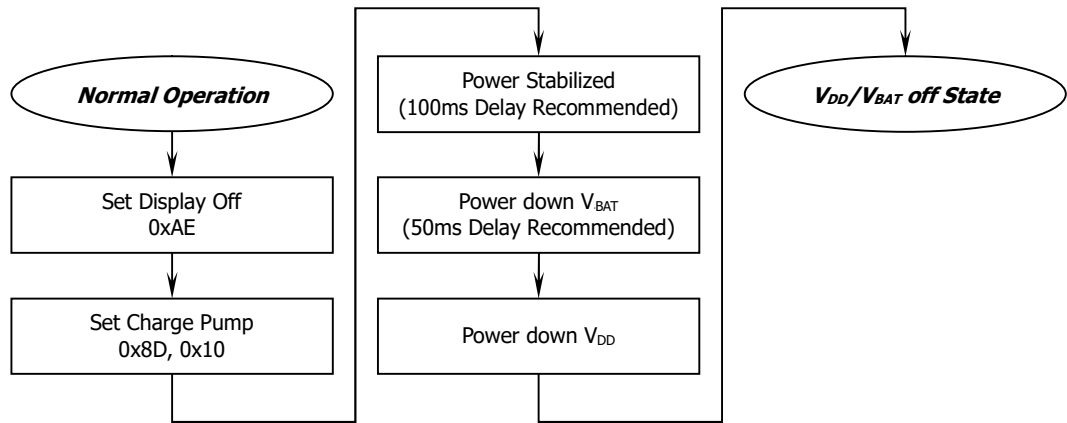 Normal Operation
Set Display Off
0xAE
Set Charge Pump
0x8D, 0x10
Power Stabilized
(100ms Delay Recommended)
Power down VBAT
(50ms Delay Recommended)
Power down VDD
VDD/VBAT off State